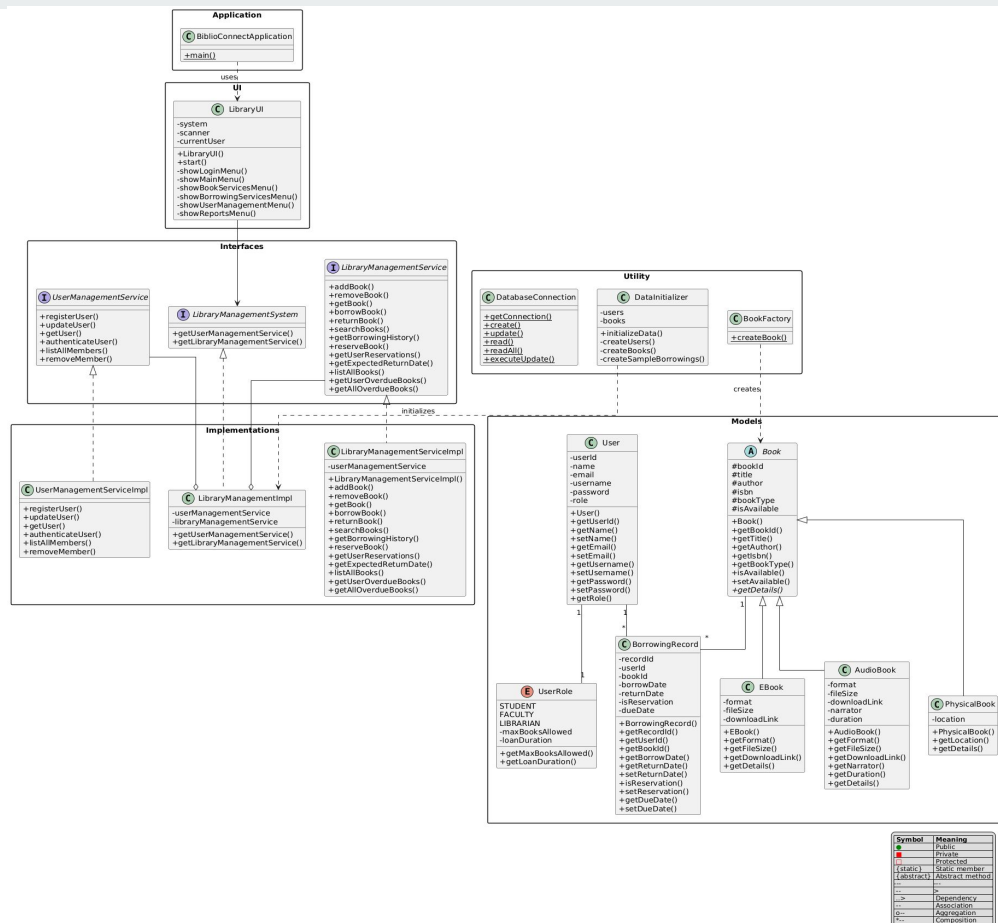 Application
C BiblioConnectApplication
+main()
uses
UI
C LibraryUI
-system
-scanner
-currentUser
+LibraryUI()
+start()
-showLoginMenu()
-showMainMenu()
-showBookServicesMenu()
-showBorrowingServicesMenu()
-showUserManagementMenu()
-showReportsMenu()
Interfaces
I UserManagementService
+registerUser()
+updateUser()
+getUser()
+authenticateUser()
+listAllMembers()
+removeMember()
I LibraryManagementSystem
+getUserManagementService()
+getLibraryManagementService()
I LibraryManagementService
+addBook()
+removeBook()
+getBook()
+borrowBook()
+returnBook()
+searchBooks()
+getBorrowingHistory()
+reserveBook()
+getUserReservations()
+getExpectedReturnDate()
+listAllBooks()
+getUserOverdueBooks()
+getAllOverdueBooks()
Utility
C DatabaseConnection
+getConnection()
+create()
+update()
+read()
+readAll()
+executeUpdate()
C DataInitializer
-users
-books
+initializeData()
-createUsers()
-createBooks()
-createSampleBorrowings()
C BookFactory
+createBook()
creates
initializes
Implementations
C UserManagementServiceImpl
+registerUser()
+updateUser()
+getUser()
+authenticateUser()
+listAllMembers()
+removeMember()
C LibraryManagementImpl
-userManagementService
-libraryManagementService
+getUserManagementService()
+getLibraryManagementService()
C LibraryManagementServiceImpl
-userManagementService
+LibraryManagementServiceImpl()
+addBook()
+removeBook()
+getBook()
+borrowBook()
+returnBook()
+searchBooks()
+getBorrowingHistory()
+reserveBook()
+getUserReservations()
+getExpectedReturnDate()
+listAllBooks()
+getUserOverdueBooks()
+getAllOverdueBooks()
Models
C User
-userId
-name
-email
-username
-password
-role
+User()
+getUserId()
+getName()
+setName()
+getEmail()
+setEmail()
+getUsername()
+setUsername()
+getPassword()
+setPassword()
+getRole()
A Book
#bookId
#title
#author
#isbn
#bookType
#isAvailable
+Book()
+getBookId()
+getTitle()
+getAuthor()
+getIsbn()
+getBookType()
+isAvailable()
+setAvailable()
+getDetails()
1
1
1
*
*
1
E UserRole
STUDENT
FACULTY
LIBRARIAN
-maxBooksAllowed
-loanDuration
+getMaxBooksAllowed()
+getLoanDuration()
C BorrowingRecord
-recordId
-userId
-bookId
-borrowDate
-returnDate
-isReservation
-dueDate
+BorrowingRecord()
+getRecordId()
+getUserId()
+getBookId()
+getBorrowDate()
+getReturnDate()
+setReturnDate()
+isReservation()
+setReservation()
+getDueDate()
+setDueDate()
C EBook
-format
-fileSize
-downloadLink
+EBook()
+getFormat()
+getFileSize()
+getDownloadLink()
+getDetails()
C AudioBook
-format
-fileSize
-downloadLink
-narrator
-duration
+AudioBook()
+getFormat()
+getFileSize()
+getDownloadLink()
+getNarrator()
+getDuration()
+getDetails()
C PhysicalBook
-location
+PhysicalBook()
+getLocation()
+getDetails()
Symbol Meaning
Public
Private
Protected
{static} Static member
{abstract} Abstract method
--- ---
-- >
..> Dependency
-- Association
o-- Aggregation
*-- Composition